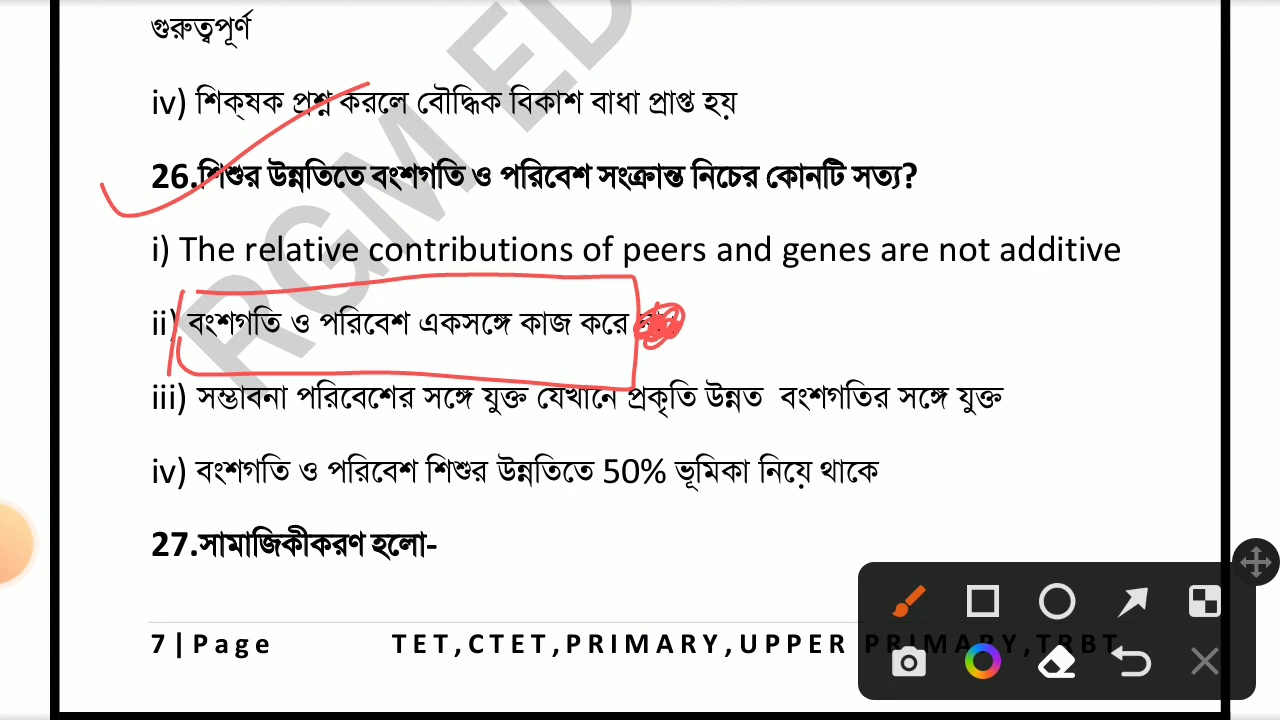 গুরুত্বপূর্ণ
iv) শিক্ষক প্রশ্ন করলে বৌদ্ধিক বিকাশ বাধা প্রাপ্ত হয়
26.শিশুর উন্নতিতে বংশগতি ও পরিবেশ সংক্রান্ত নিচের কোনটি সত্য?
i) The relative contributions of peers and genes are not additive
ii) বংশগতি ও পরিবেশ একসঙ্গে কাজ করে
iii) সম্ভাবনা পরিবেশের সঙ্গে যুক্ত যেখানে প্রকৃতি উন্নত বংশগতির সঙ্গে যুক্ত
iv) বংশগতি ও পরিবেশ শিশুর উন্নতিতে 50% ভূমিকা নিয়ে থাকে
27.সামাজিকীকরণ হলো-
7|Page TET,CTET,PRIMARY,UPPER PRIMARY,TRBT
RGM ED